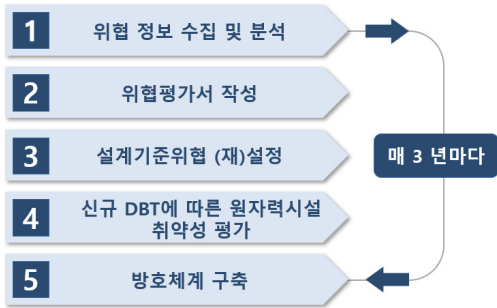 1 위협 정보 수집 및 분석
2 위협평가서 작성
3 설계기준위협 (재)설정
매 3 년마다
4 신규 DBT에 따른 원자력시설
취약성 평가
5 방호체계 구축